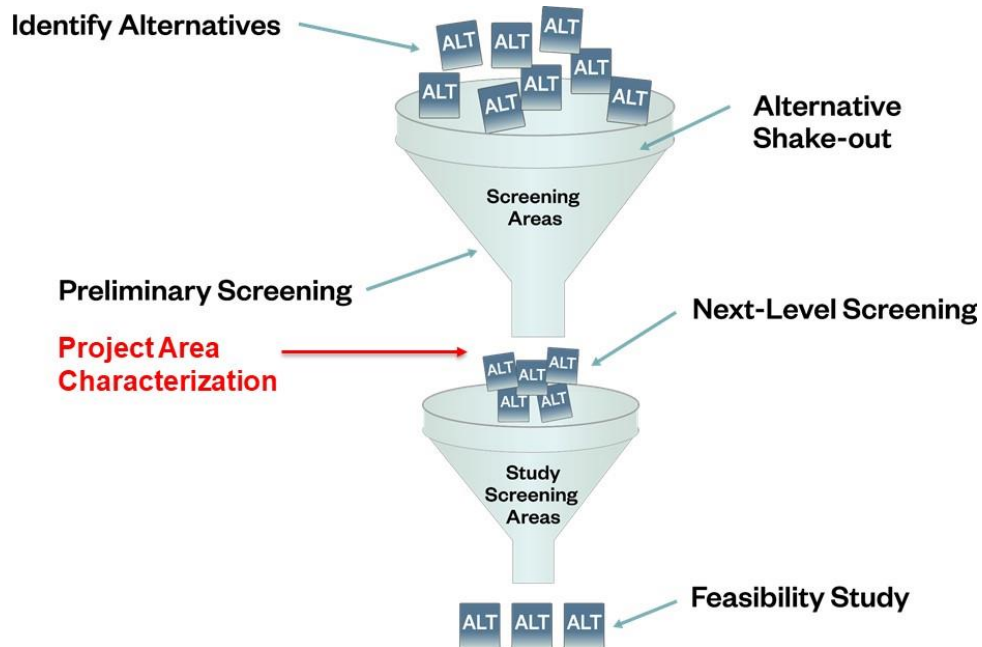 Identify Alternatives
ALT
ALT
ALT
ALT
ALT
ALT
ALT
ALT
Alternative
Shake-out
Screening
Areas
Preliminary Screening
Next-Level Screening
Project Area
Characterization
ALT
ALT
ALT
ALT
ALT
Study
Screening
Areas
Feasibility Study
ALT
ALT
ALT